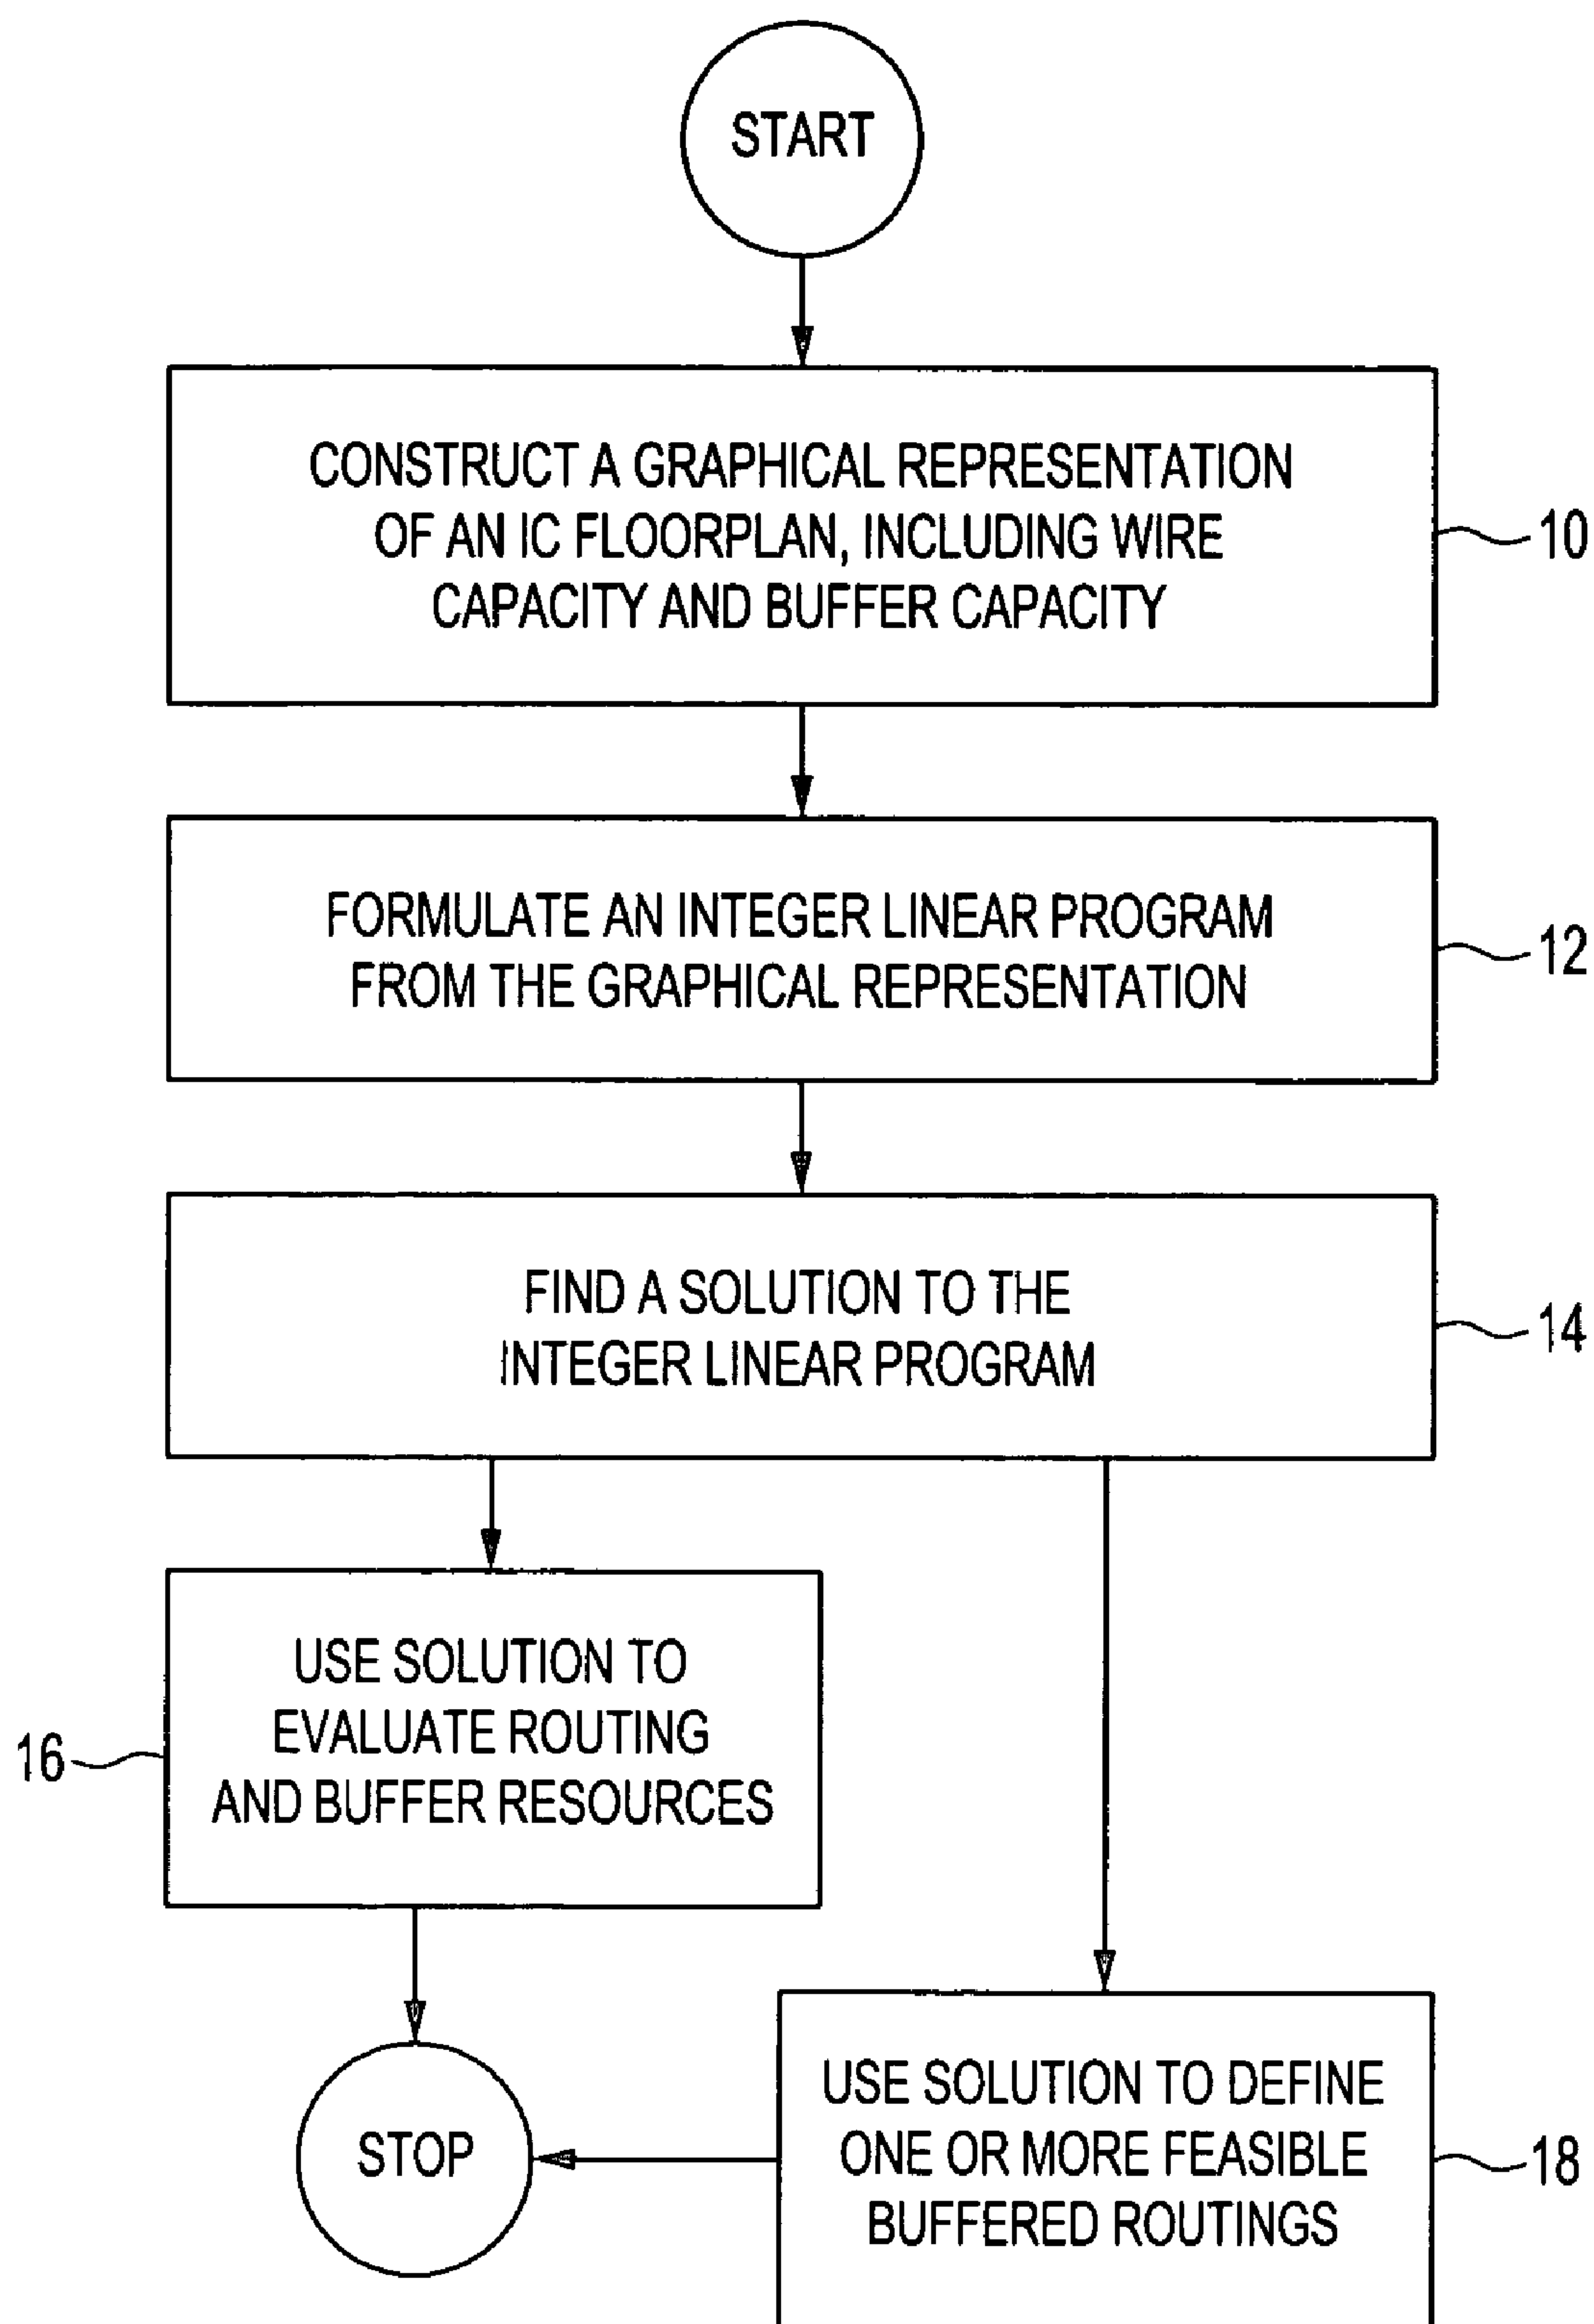 START
CONSTRUCT A GRAPHICAL REPRESENTATION
OF AN IC FLOORPLAN, INCLUDING WIRE
CAPACITY AND BUFFER CAPACITY
10
FORMULATE AN INTEGER LINEAR PROGRAM
FROM THE GRAPHICAL REPRESENTATION
12
FIND A SOLUTION TO THE
INTEGER LINEAR PROGRAM
14
USE SOLUTION TO
EVALUATE ROUTING
AND BUFFER RESOURCES
16
USE SOLUTION TO DEFINE
ONE OR MORE FEASIBLE
BUFFERED ROUTINGS
18
STOP